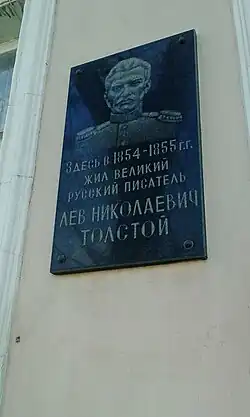 ЗДЕСЬ В 1854-1855 г.г.
ЖИЛ ВЕЛИКИЙ
РУССКИЙ ПИСАТЕЛЬ
ЛЕВ НИКОЛАЕВИЧ
ТОЛСТОЙ